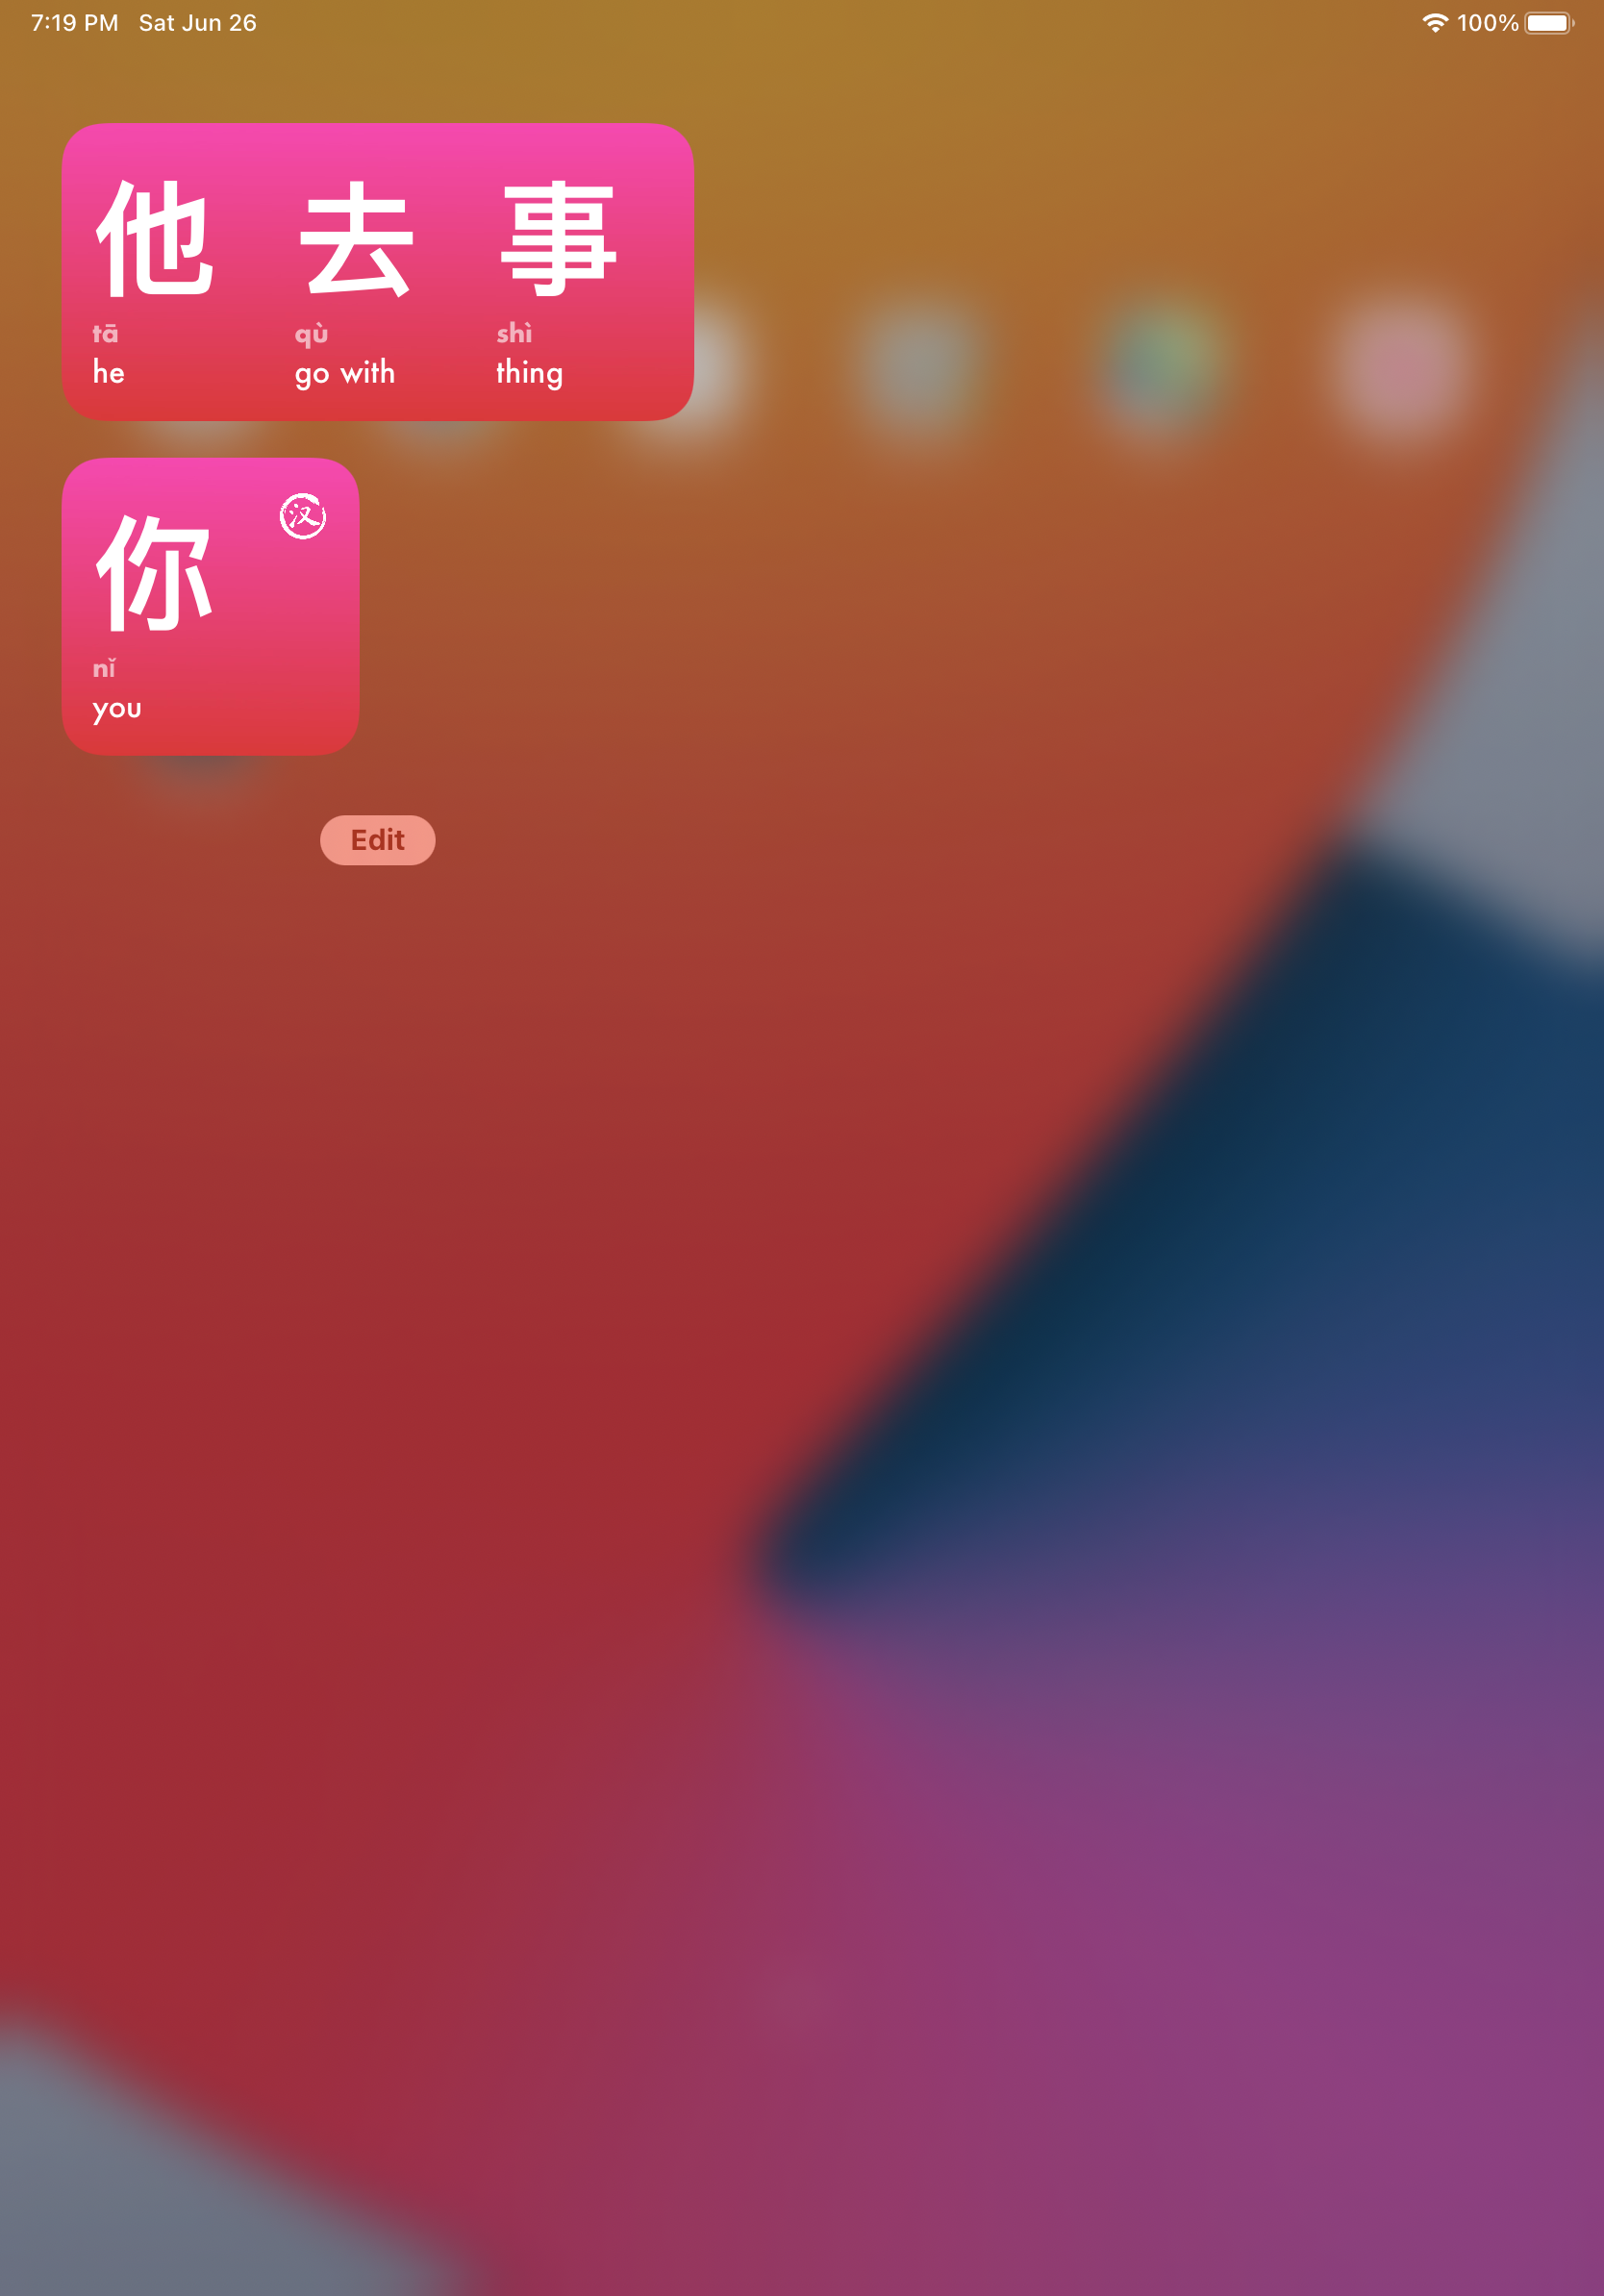 7:19 PM Sat Jun 26 100%
他 去 事
tā qù shì
he go with thing
汉
你
nǐ
you
Edit